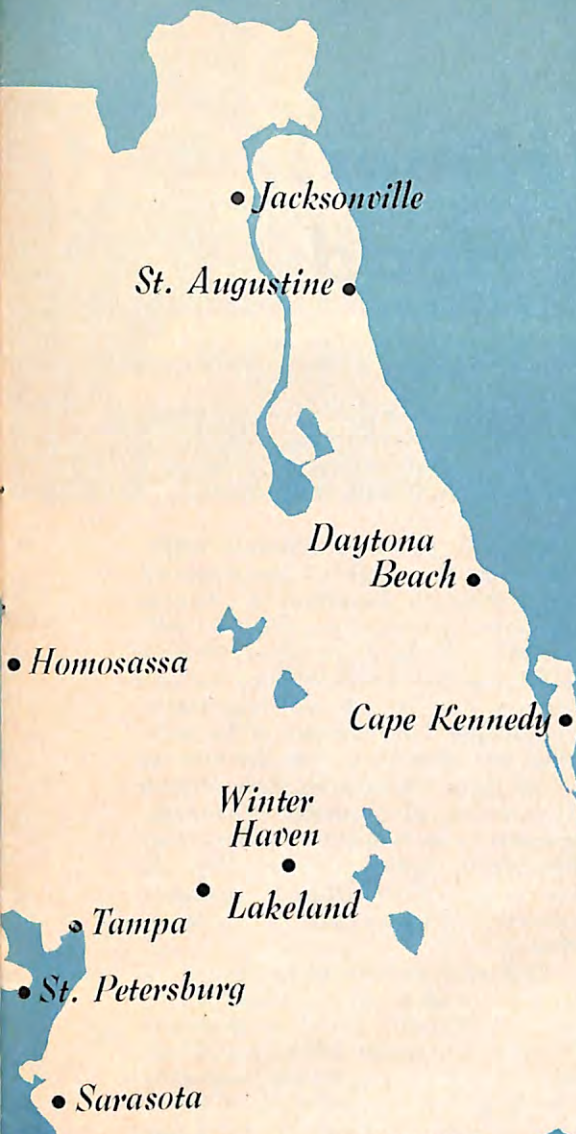 Jacksonville
St. Augustine
Daytona
Beach
Homosassa
Cape Kennedy
Winter
Haven
Lakeland
Tampa
St. Petersburg
Sarasota